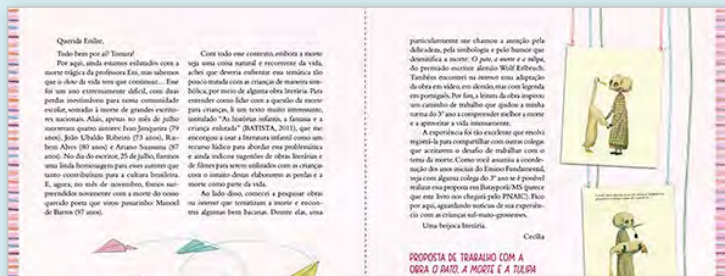 Querida Emilze,
Tudo bem por aí? Tomara!
Por aqui, ainda estamos enlutados com a
morte trágica da professora Eni, mas sabemos
que o show da vida tem que continuar... Esse
foi um ano extremamente difícil, com duas
perdas inestimáveis para nossa comunidade
escolar, somadas à morte de grandes escrito-
res nacionais. Aliás, apenas no mês de julho
morreram quatro autores: Ivan Junqueira (79
anos), João Ubaldo Ribeiro (73 anos), Ru-
bem Alves (80 anos) e Ariano Suassuna (87
anos). No dia do escritor, 25 de julho, fizemos
uma linda homenagem para esses autores que
tanto contribuíram para a cultura brasileira.
E, agora, no mês de novembro, fomos sur-
preendidos novamente com a morte do nosso
querido poeta que virou passarinho: Manoel
de Barros (97 anos).
Com todo esse contexto, embora a morte
seja uma coisa natural e recorrente da vida,
achei que deveria enfrentar essa temática tão
pouco tratada com as crianças de maneira sim-
bólica, por meio de alguma obra literária. Para
entender como lidar com a questão da morte
para crianças, li um texto muito interessante,
intitulado "As histórias infantis, a fantasia e a
criança enlutada" (BATISTA, 2011), que me
encorajou a usar a literatura infantil como um
recurso lúdico para abordar essa problemática
e ainda indicou sugestões de obras literárias e
de filmes para serem utilizados com as crianças
com o intuito dessas elaborarem as perdas e a
morte como parte da vida.
Ao lado disso, comecei a pesquisar obras
na internet que tematizam a morte e encon-
trei algumas bem bacanas. Dentre elas, uma
particularmente me chamou a atenção pela
delicadeza, pela simbologia e pelo humor que
desmistifica a morte: O pato, a morte e a tulipa,
do premiado escritor alemão Wolf Erlbruch.
Também encontrei na internet uma adaptação
da obra em vídeo, em alemão, mas com legenda
em português. Por fim, a leitura da obra inspirou
um caminho de trabalho que ajudou a minha
turma do 3º ano a compreender melhor a morte
e a aproveitar a vida intensamente.
A experiência foi tão excelente que resolvi
registrá-la para compartilhar com outras colegas
que aceitarem o desafio de trabalhar com o
tema da morte. Como você assumiu a coorde-
nação dos anos iniciais do Ensino Fundamental,
veja com alguma colega do 3º ano se é possível
realizar essa proposta em Batayporã/MS (parece
que este livro nos chegará pelo PNAIC). Fico
por aqui, aguardando notícias de sua experiên-
cia com as crianças sul-mato-grossenses.
Uma beijoca literária.
Cecília
PROPOSTA DE TRABALHO COM A
OBRA O PATO, A MORTE E A TULIPA